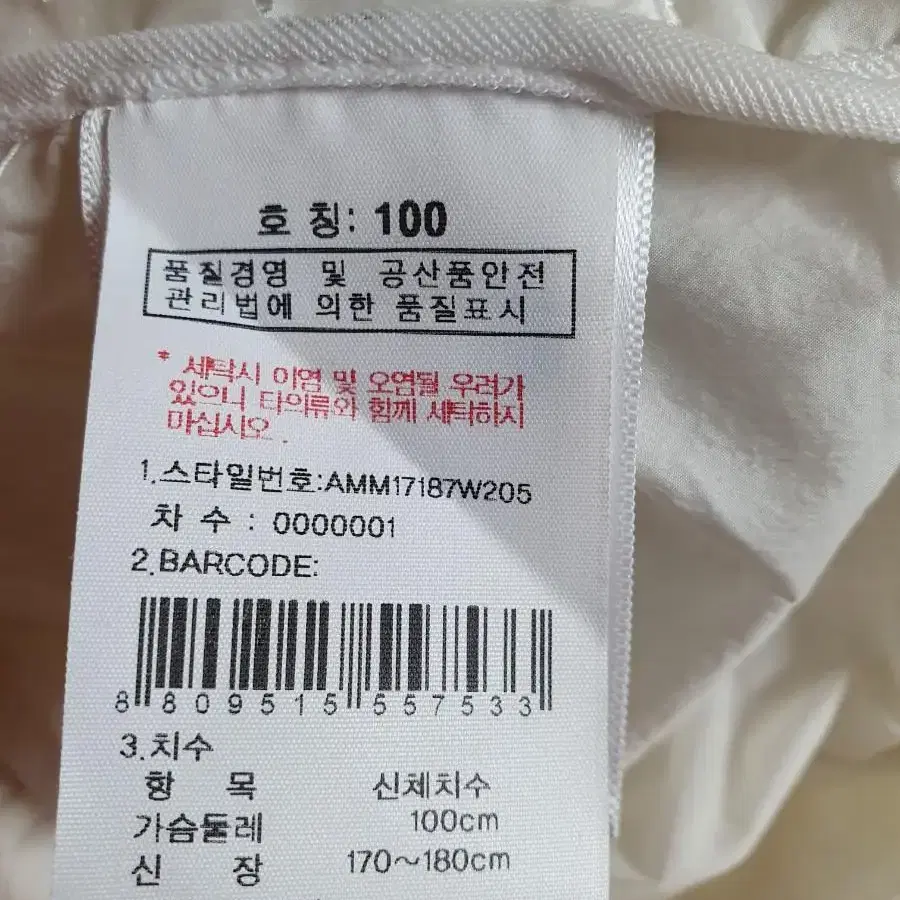 호 칭: 100
품질경영 및 공산품안전
관리법에 의한 품질표시
* 세탁시 이염 및 오염될 우려가
있으니 타의류와 함께 세탁하지
마십시오.
1.스타일번호:AMM17187W205
차 수 : 0000001
2.BARCODE:
8809515557533
3.치수
항 목 신체치수
가슴둘레 100cm
신 장 170~180cm